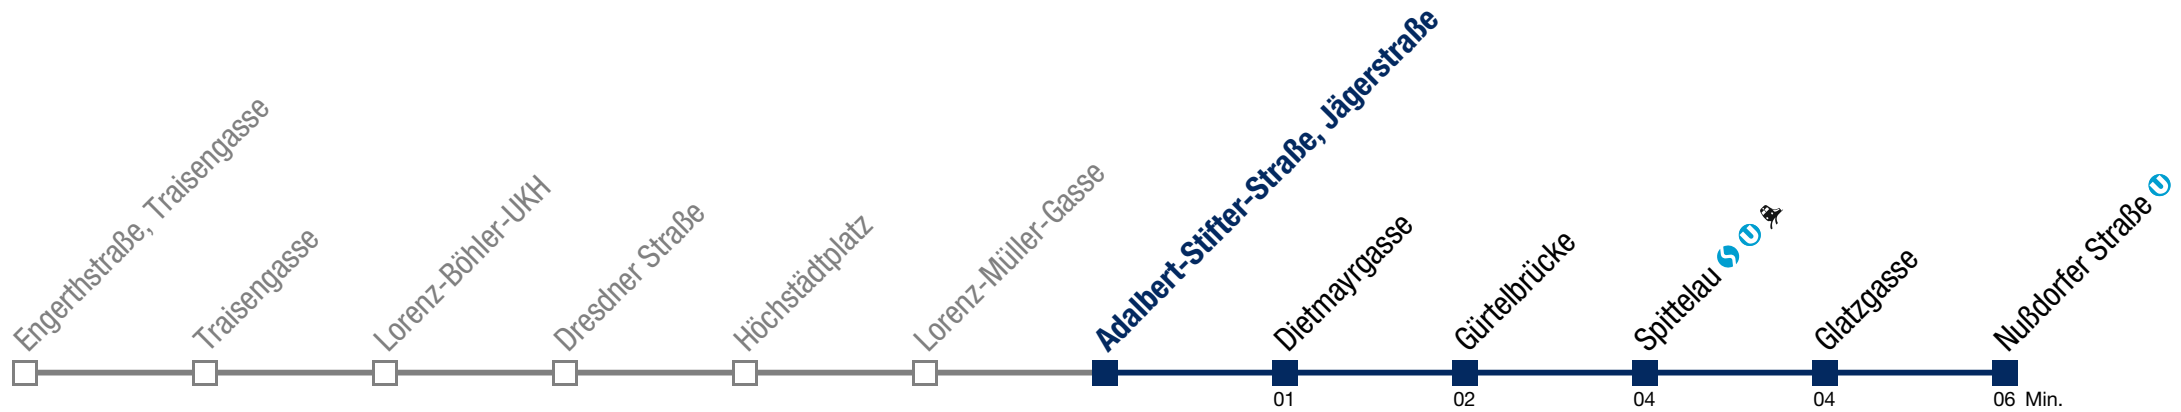 Engerthstraße, Traisengasse
Traisengasse
Lorenz-Böhler-UKH
Dresdner Straße
Höchstädtplatz
Lorenz-Müller-Gasse
Adalbert-Stifter-Straße, Jägerstraße
Dietmayrgasse
Gürtelbrücke
Spittelau S U
Glatzgasse
Nußdorfer Straße U
01 02 04 04 06 Min.